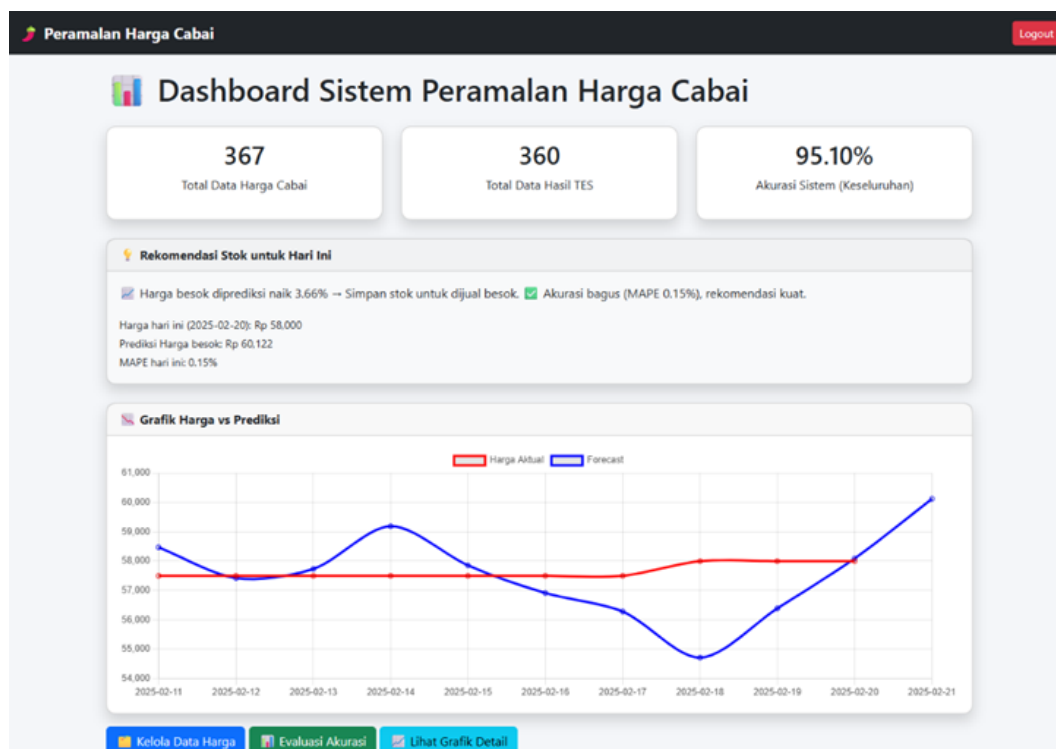 🌶️ Peramalan Harga Cabai
Logout
📊 Dashboard Sistem Peramalan Harga Cabai
367
Total Data Harga Cabai
360
Total Data Hasil TES
95.10%
Akurasi Sistem (Keseluruhan)
💡 Rekomendasi Stok untuk Hari Ini
📈 Harga besok diprediksi naik 3.66% → Simpan stok untuk dijual besok. ✅ Akurasi bagus (MAPE 0.15%), rekomendasi kuat.
Harga hari ini (2025-02-20): Rp 58,000
Prediksi Harga besok: Rp 60,122
MAPE hari ini: 0.15%
📉 Grafik Harga vs Prediksi
Harga Aktual Forecast
61,000
60,000
59,000
58,000
57,000
56,000
55,000
54,000
2025-02-11 2025-02-12 2025-02-13 2025-02-14 2025-02-15 2025-02-16 2025-02-17 2025-02-18 2025-02-19 2025-02-20 2025-02-21
Kelola Data Harga Evaluasi Akurasi Lihat Grafik Detail